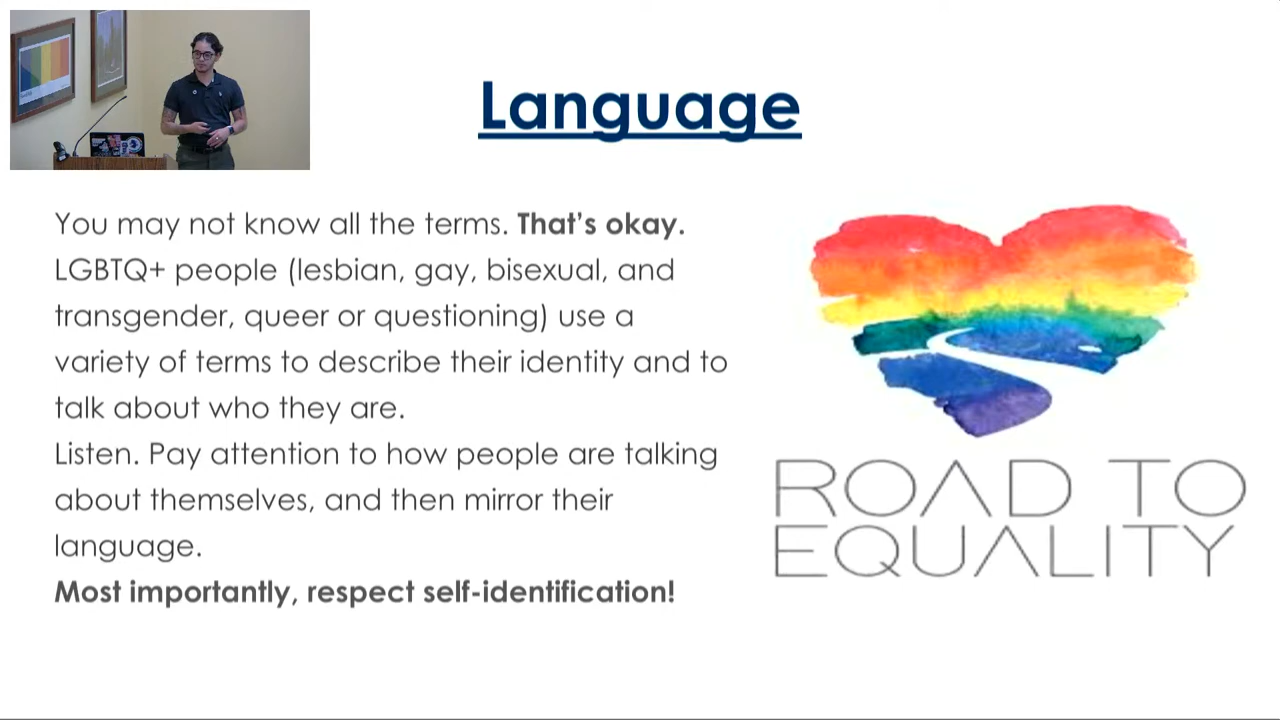 Language
You may not know all the terms. That's okay.
LGBTQ+ people (lesbian, gay, bisexual, and
transgender, queer or questioning) use a
variety of terms to describe their identity and to
talk about who they are.
Listen. Pay attention to how people are talking
about themselves, and then mirror their
language.
Most importantly, respect self-identification!
ROAD TO
EQUALITY